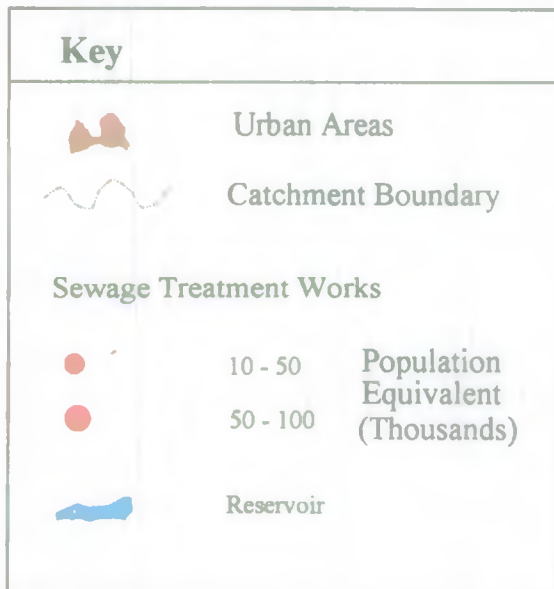 Key
Urban Areas
Catchment Boundary
Sewage Treatment Works
10 - 50
50 - 100
Population
Equivalent
(Thousands)
Reservoir